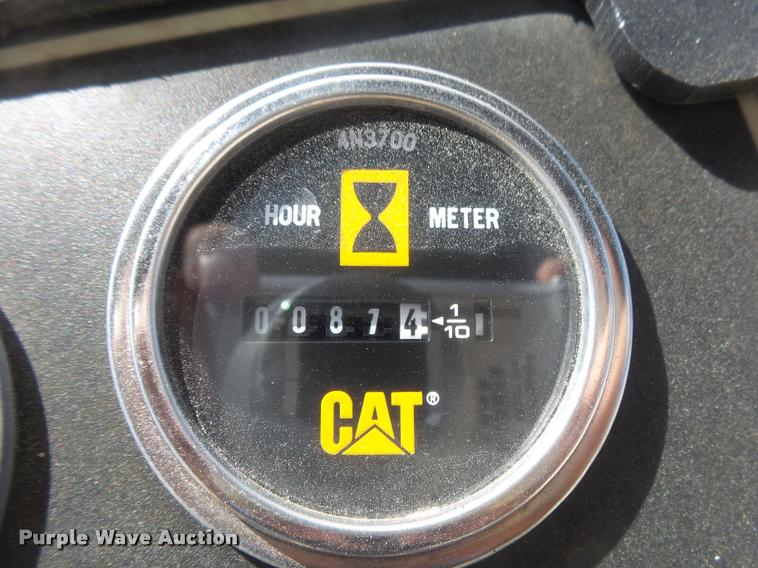 4N3700
HOUR METER
0 0 8 7 4 1/10
CAT®
Purple Wave Auction